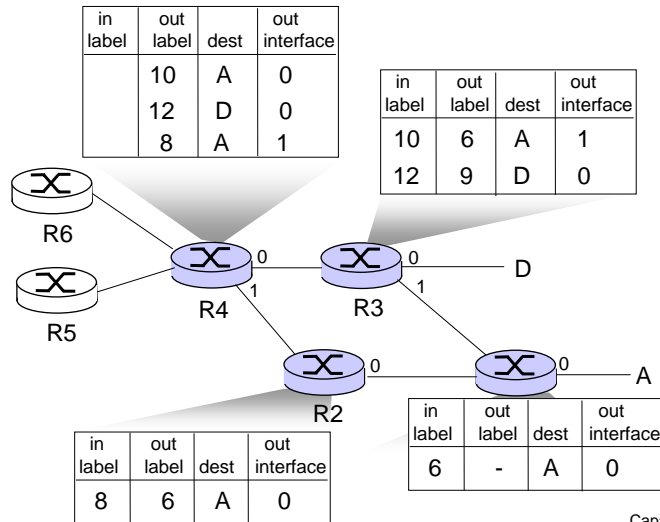 in label | out label | dest | out interface
10 A 0
12 D 0
8 A 1
in label | out label | dest | out interface
10 6 A 1
12 9 D 0
R6
R5
R4
0
1
R3
0
1
D
R2
0
0
A
in label | out label | dest | out interface
6 - A 0
in label | out label | dest | out interface
8 6 A 0